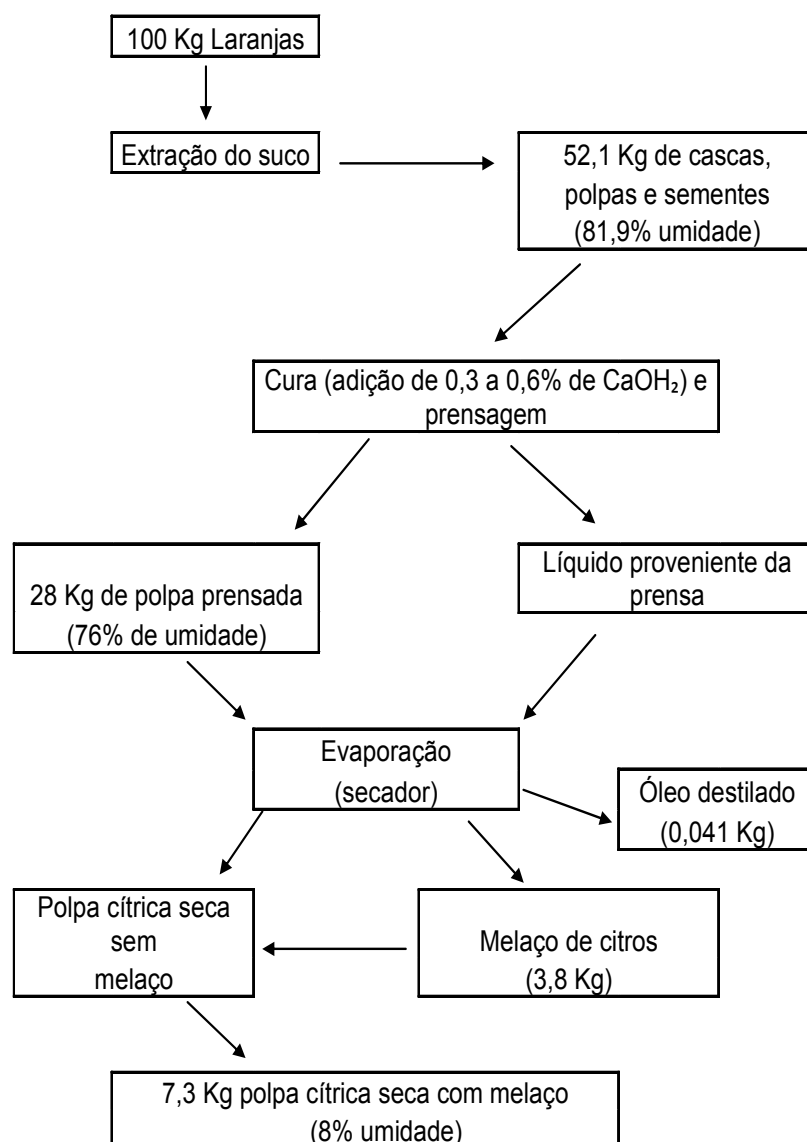 100 Kg Laranjas
Extração do suco
52,1 Kg de cascas,
polpas e sementes
(81,9% umidade)
Cura (adição de 0,3 a 0,6% de CaOH₂) e
prensagem
28 Kg de polpa prensada
(76% de umidade)
Líquido proveniente da
prensa
Evaporação
(secador)
Óleo destilado
(0,041 Kg)
Polpa cítrica seca
sem
melaço
Melaço de citros
(3,8 Kg)
7,3 Kg polpa cítrica seca com melaço
(8% umidade)